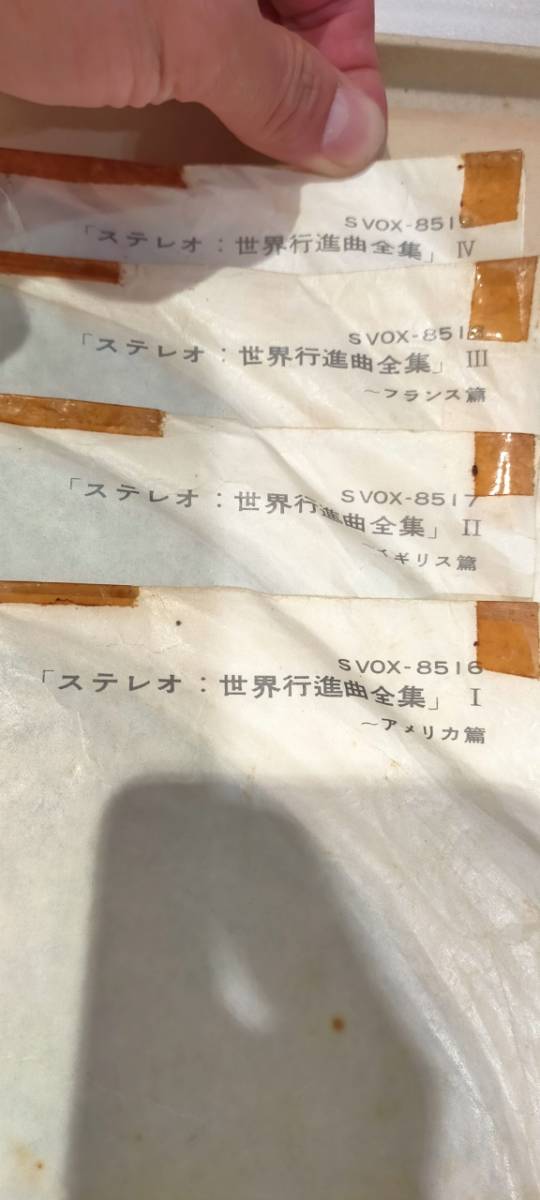 SVOX-851
「ステレオ：世界行進曲全集」 IV
SVOX-8518
「ステレオ：世界行進曲全集」 III
〜フランス篇
SVOX-8517
「ステレオ：世界行進曲全集」 II
イギリス篇
SVOX-8516
「ステレオ：世界行進曲全集」 I
〜アメリカ篇